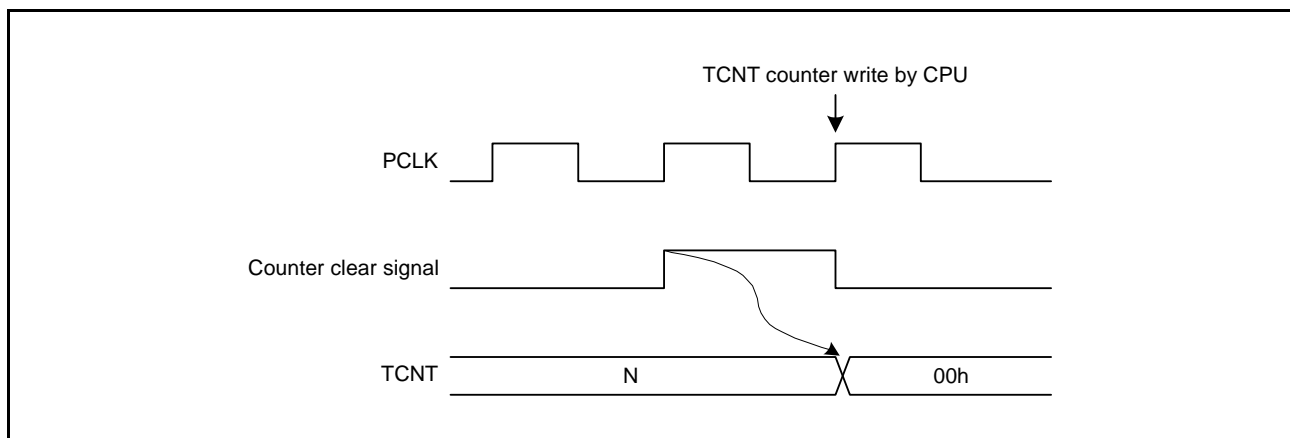 TCNT counter write by CPU
PCLK
Counter clear signal
TCNT
N
00h